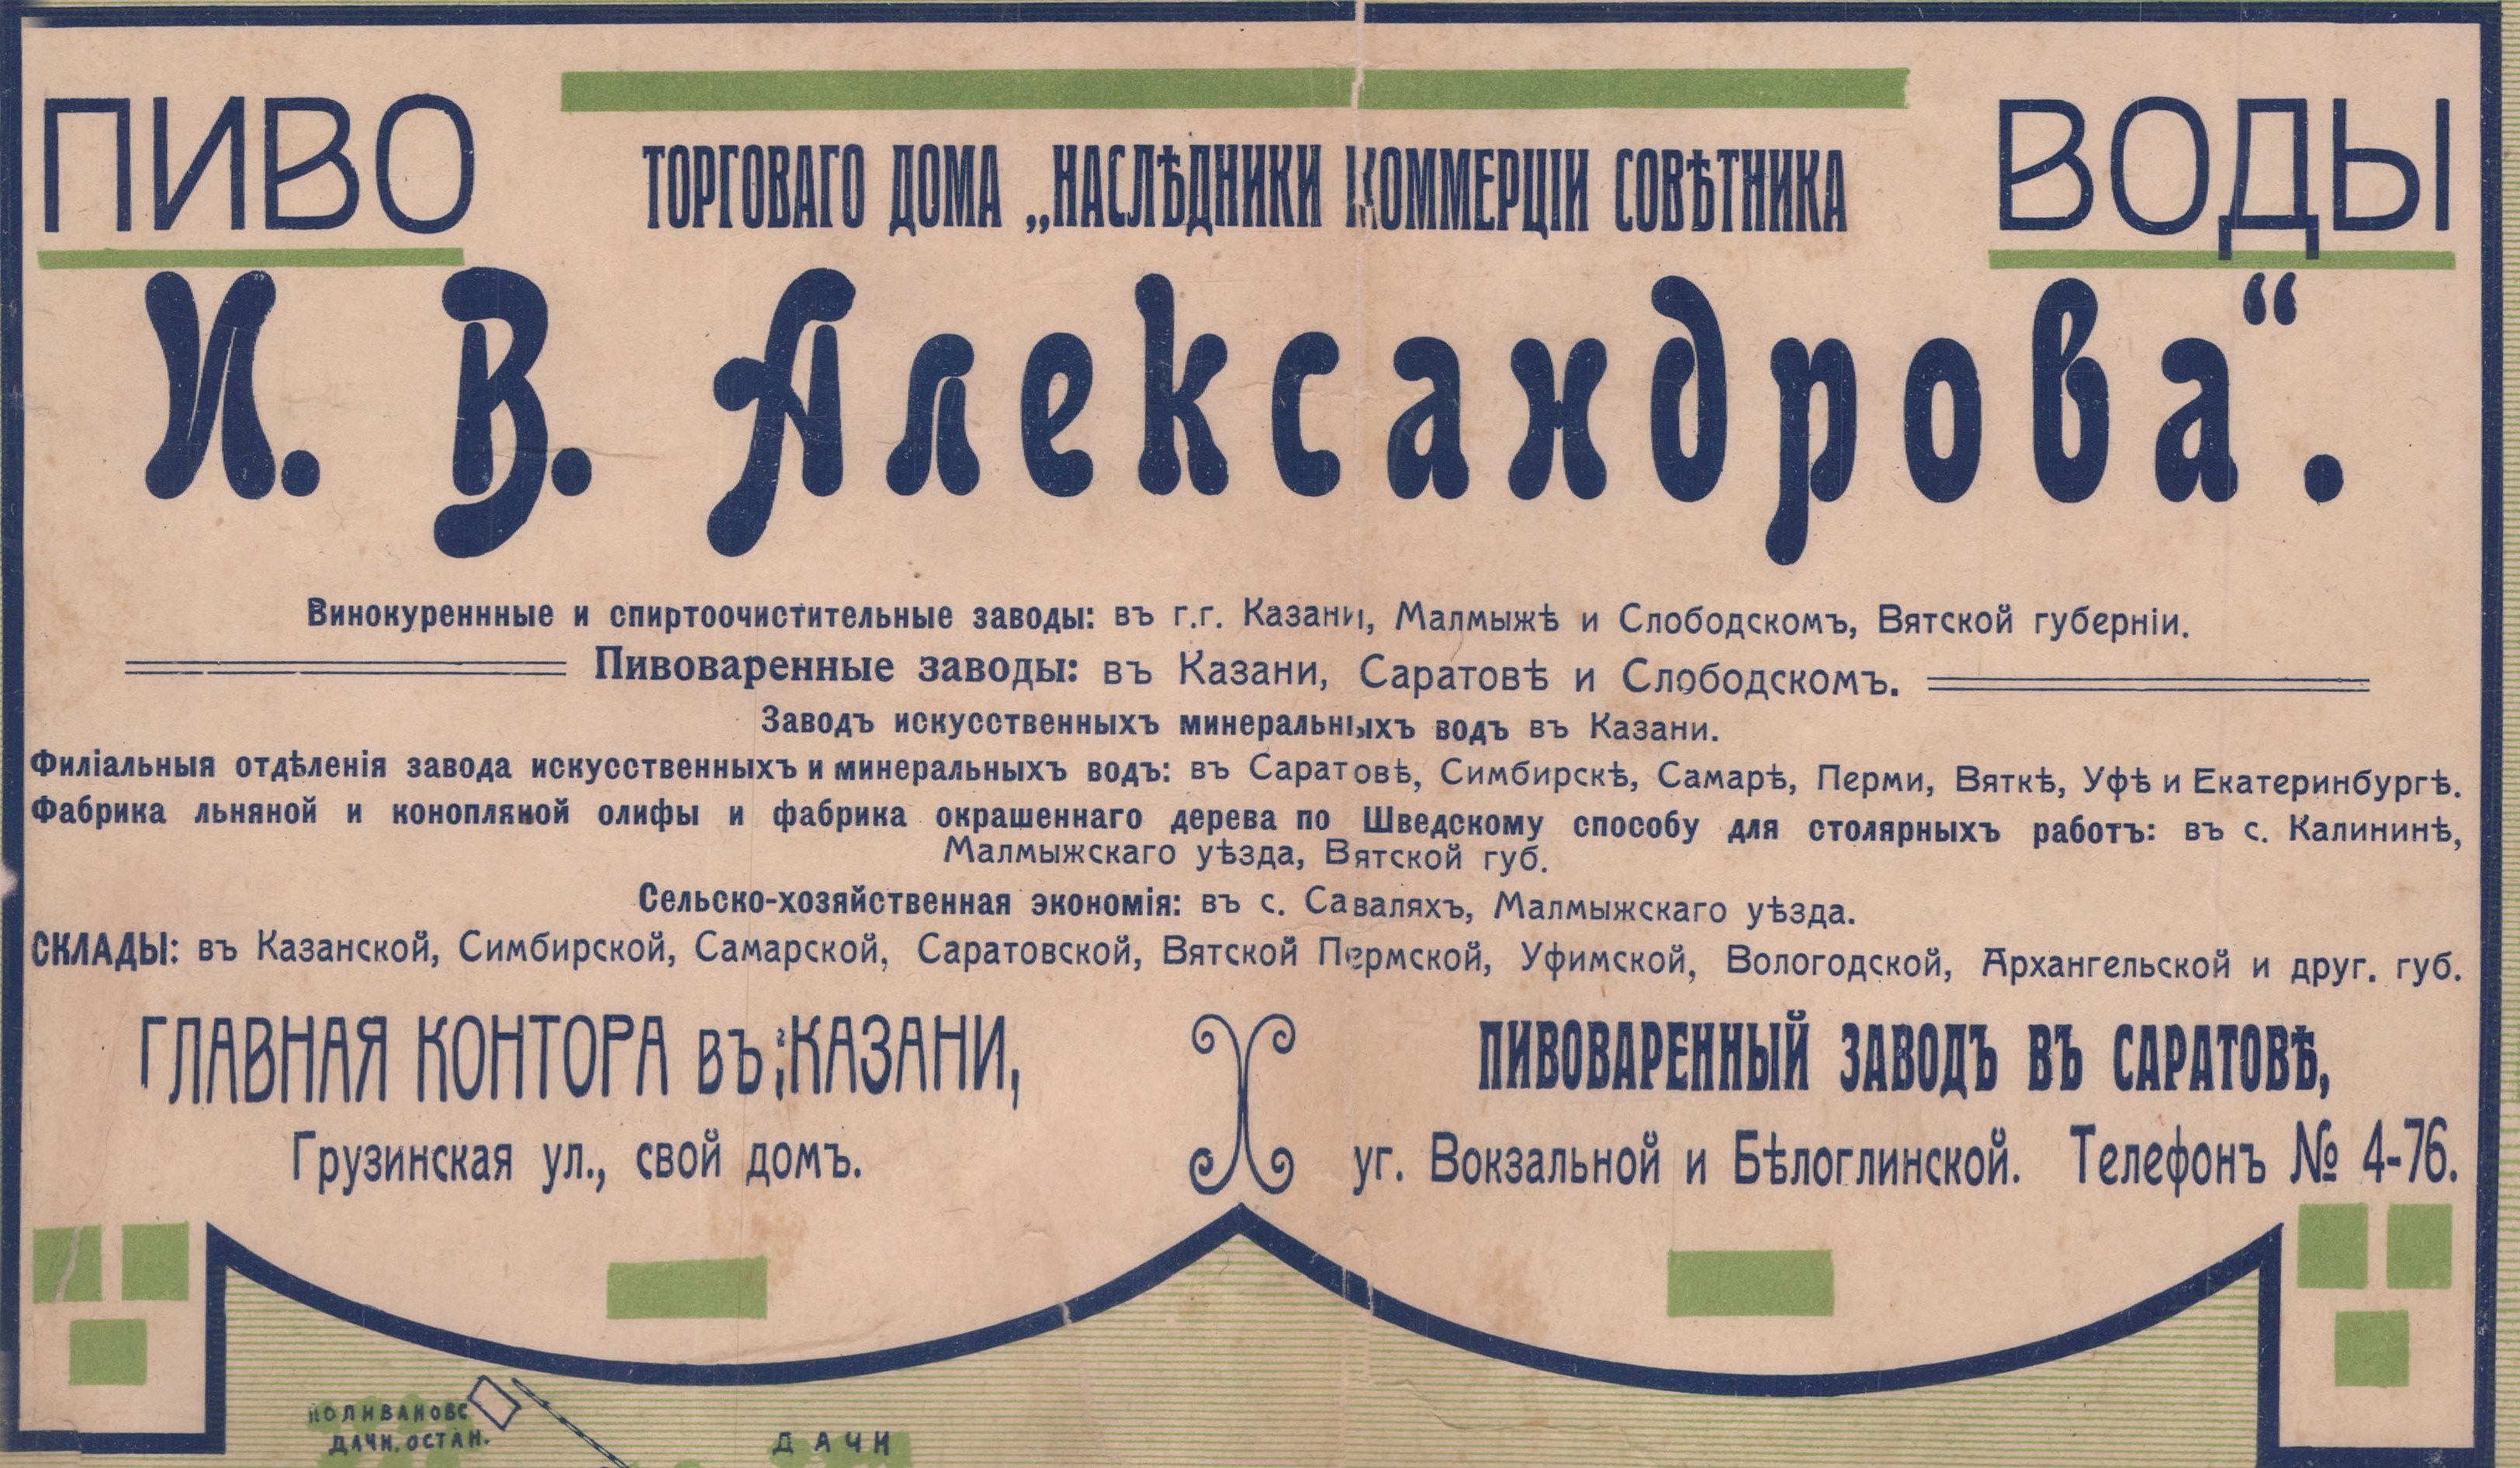 ПИВО
ВОДЫ
ТОРГОВАГО ДОМА „НАСЛѢДНИКИ КОММЕРЦІИ СОВѢТНИКА
И. В. Александрова“.
Винокуреннные и спиртоочистительные заводы: въ г.г. Казани, Малмыжѣ и Слободскомъ, Вятской губерніи.
Пивоваренные заводы: въ Казани, Саратовѣ и Слободскомъ.
Заводъ искусственныхъ минеральныхъ водъ въ Казани.
Филіальныя отдѣленія завода искусственныхъ и минеральныхъ водъ: въ Саратовѣ, Симбирскѣ, Самарѣ, Перми, Вяткѣ, Уфѣ и Екатеринбургѣ.
Фабрика льняной и конопляной олифы и фабрика окрашеннаго дерева по Шведскому способу для столярныхъ работъ: въ с. Калининѣ,
Малмыжскаго уѣзда, Вятской губ.
Сельско-хозяйственная экономія: въ с. Саваляхъ, Малмыжскаго уѣзда.
СКЛАДЫ: въ Казанской, Симбирской, Самарской, Саратовской, Вятской Пермской, Уфимской, Вологодской, Архангельской и друг. губ.
ГЛАВНАЯ КОНТОРА ВЪ КАЗАНИ,
Грузинская ул., свой домъ.
ПИВОВАРЕННЫЙ ЗАВОДЪ ВЪ САРАТОВѢ,
уг. Вокзальной и Бѣлоглинской. Телефонъ № 4-76.
ПОЛИВАНОВС
ДАЧН. ОСТАН.
ДАЧИ